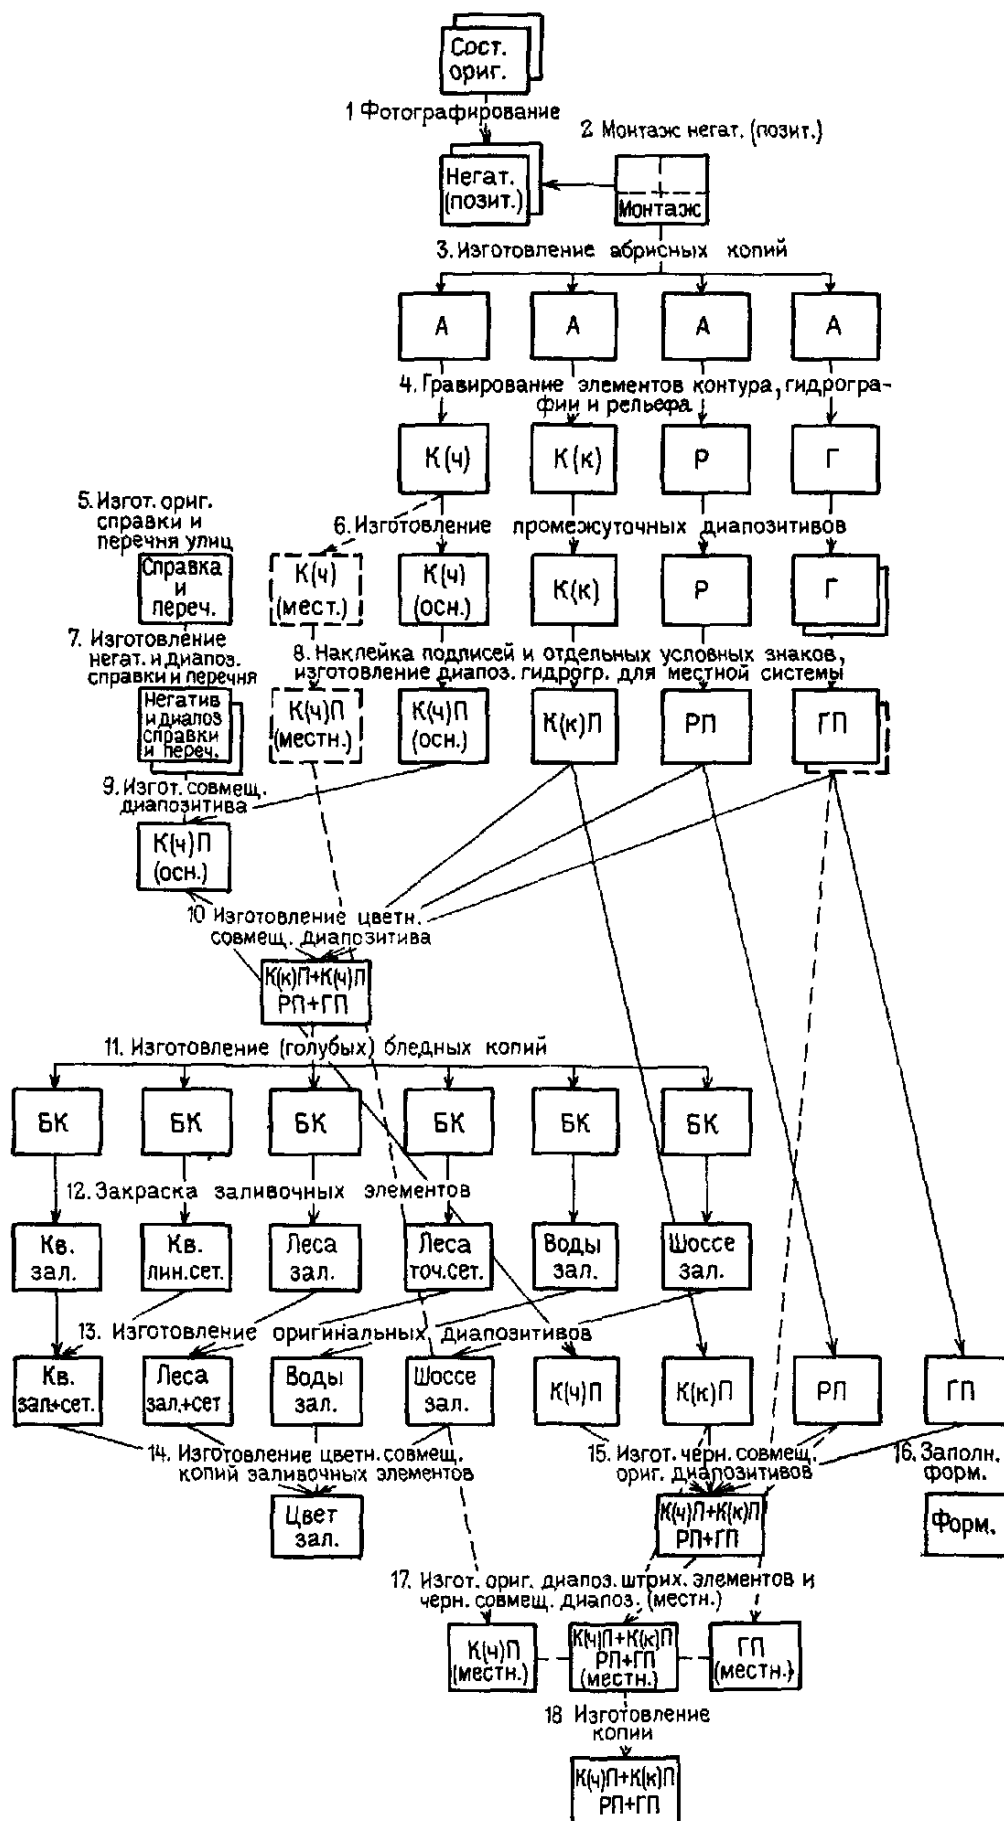 Сост.
ориг.
1 Фотографирование
2 Монтаж негат. (позит.)
Негат.
(позит.)
Монтаж
3. Изготовление абрисных копий
А
А
А
А
4. Гравирование элементов контура, гидрогра-
фии и рельефа
К(ч)
К(к)
Р
Г
5. Изгот. ориг.
справки и
перечня улиц
6. Изготовление промежуточных диапозитивов
Справка
и
переч.
К(ч)
(мест.)
К(ч)
(осн.)
К(к)
Р
Г
7. Изготовление
негат. и диапоз.
справки и перечня
8. Наклейка подписей и отдельных условных знаков,
изготовление диапоз. гидрогр. для местной системы
Негатив
и диапоз
справки
и переч.
К(ч)П
(местн.)
К(ч)П
(осн.)
К(к)П
РП
ГП
9. Изгот. совмещ.
диапозитива
К(ч)П
(осн.)
10 Изготовление цветн.
совмещ. диапозитива
К(к)П+К(ч)П
РП+ГП
11. Изготовление (голубых) бледных копий
БК
БК
БК
БК
БК
БК
12. Закраска заливочных элементов
Кв.
зал.
Кв.
лин.сет.
Леса
зал.
Леса
точ.сет.
Воды
зал.
Шоссе
зал.
13. Изготовление оригинальных диапозитивов
Кв.
зал+сет.
Леса
зал.+сет
Воды
зал.
Шоссе
зал.
К(ч)П
К(к)П
РП
ГП
14. Изготовление цветн. совмещ.
копий заливочных элементов
15. Изгот. черн. совмещ.
ориг. диапозитивов
16. Заполн.
форм.
Цвет
зал.
К(ч)П+К(к)П
РП+ГП
Форм.
17. Изгот. ориг. диапоз. штрих. элементов и
черн. совмещ. диапоз. (местн.)
К(ч)П
(местн.)
К(ч)П+К(к)П
РП+ГП
(местн.)
ГП
(местн.)
18 Изготовление
копии
К(ч)П+К(к)П
РП+ГП